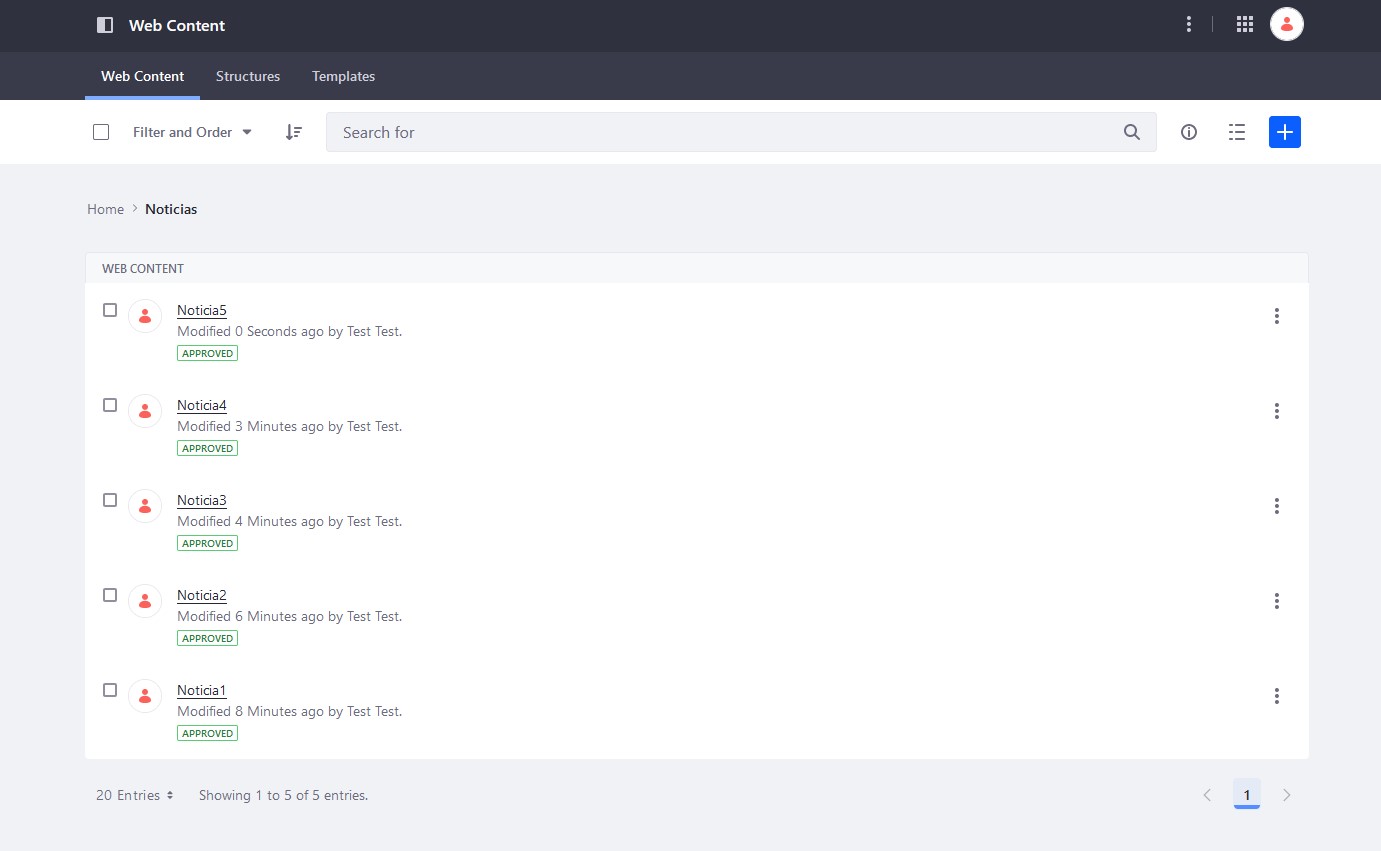 Web Content
Web Content Structures Templates
Filter and Order Search for
Home Noticias
WEB CONTENT
Noticia5
Modified 0 Seconds ago by Test Test.
APPROVED
Noticia4
Modified 3 Minutes ago by Test Test.
APPROVED
Noticia3
Modified 4 Minutes ago by Test Test.
APPROVED
Noticia2
Modified 6 Minutes ago by Test Test.
APPROVED
Noticia1
Modified 8 Minutes ago by Test Test.
APPROVED
20 Entries Showing 1 to 5 of 5 entries. 1